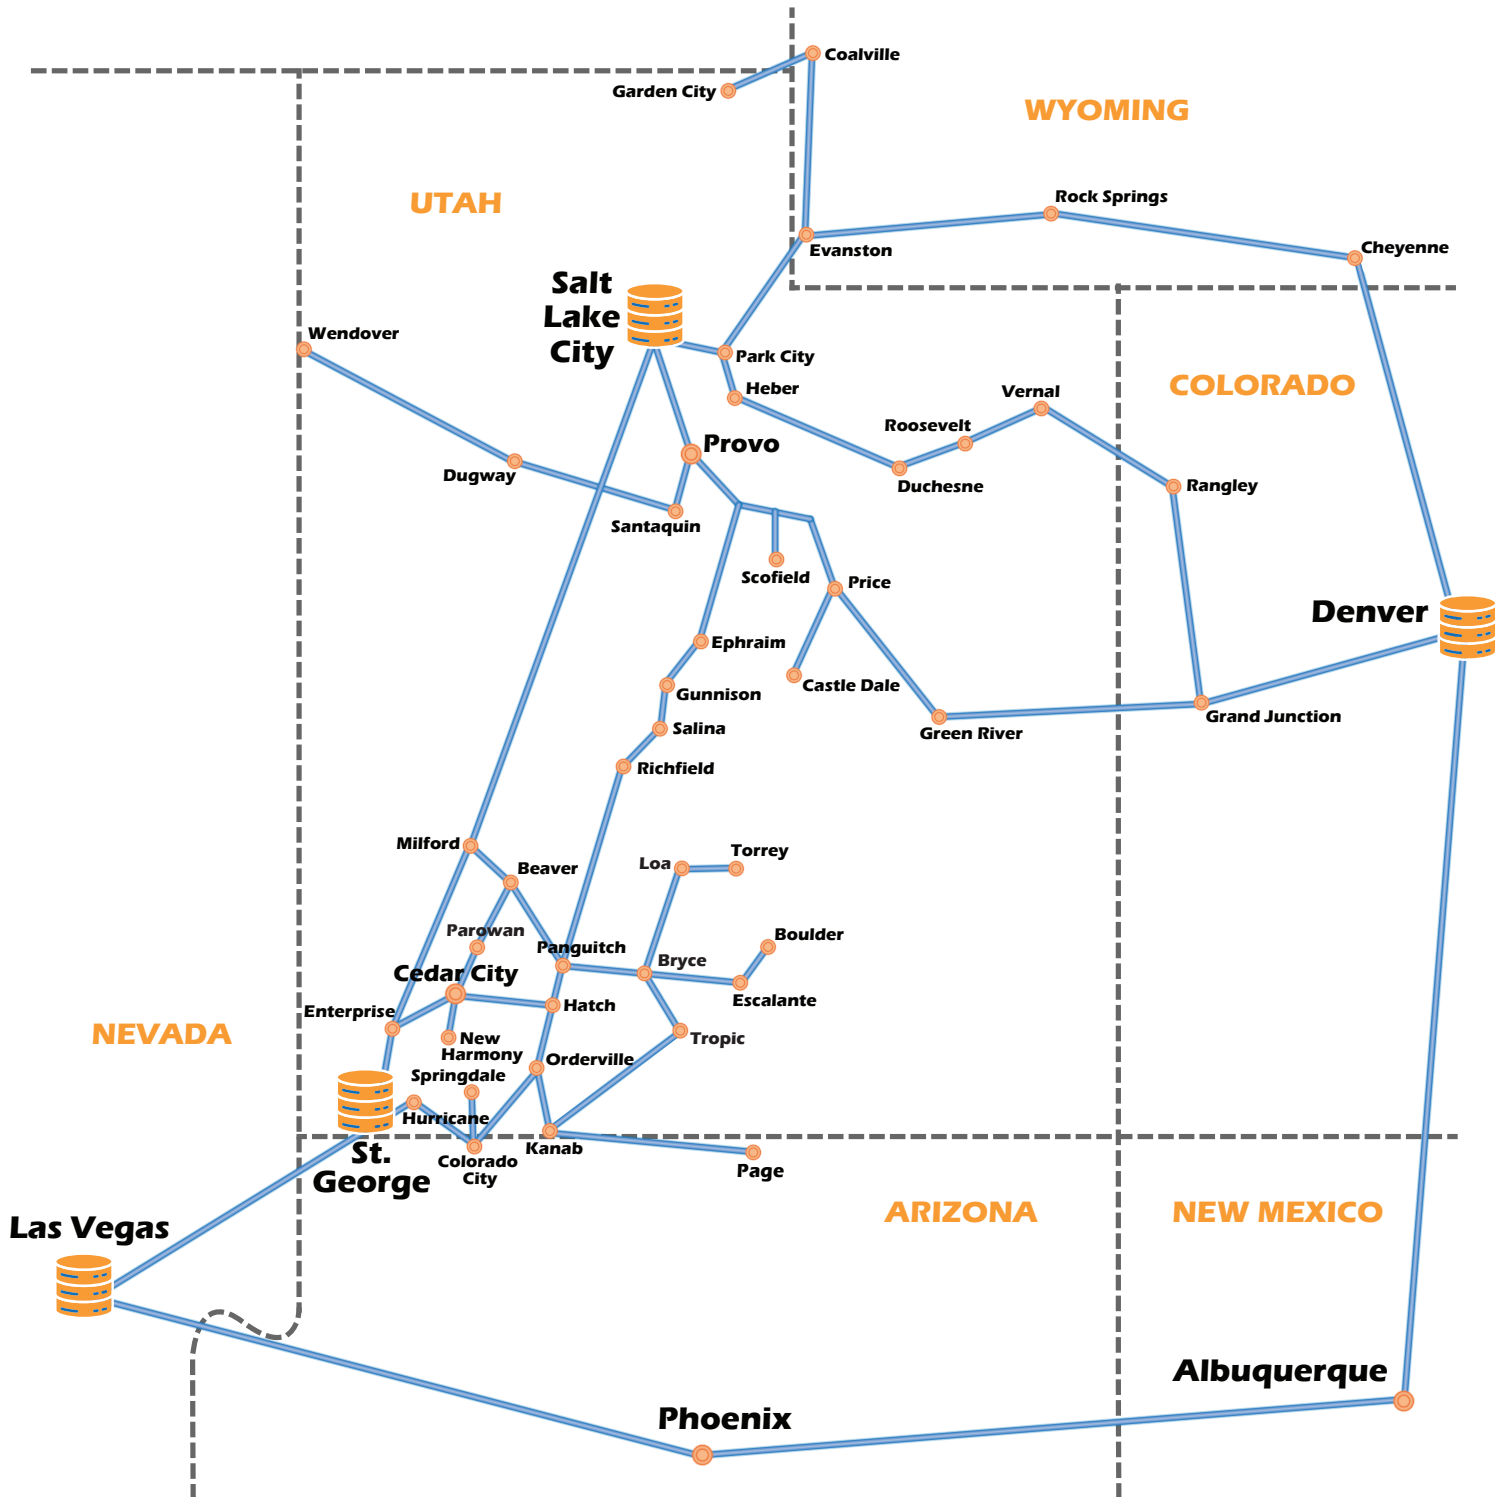 Coalville
Garden City
WYOMING
UTAH
Rock Springs
Evanston
Cheyenne
Salt
Lake
City
Wendover
Park City
Heber
Vernal
COLORADO
Roosevelt
Provo
Dugway
Duchesne
Rangley
Santaquin
Scofield
Price
Denver
Ephraim
Castle Dale
Gunnison
Salina
Green River
Grand Junction
Richfield
Milford
Beaver
Loa
Torrey
Parowan
Panguitch
Boulder
Bryce
Cedar City
Escalante
Enterprise
Hatch
NEVADA
New
Harmony
Tropic
Orderville
Springdale
Hurricane
Kanab
Colorado
City
Page
St.
George
ARIZONA
NEW MEXICO
Las Vegas
Albuquerque
Phoenix